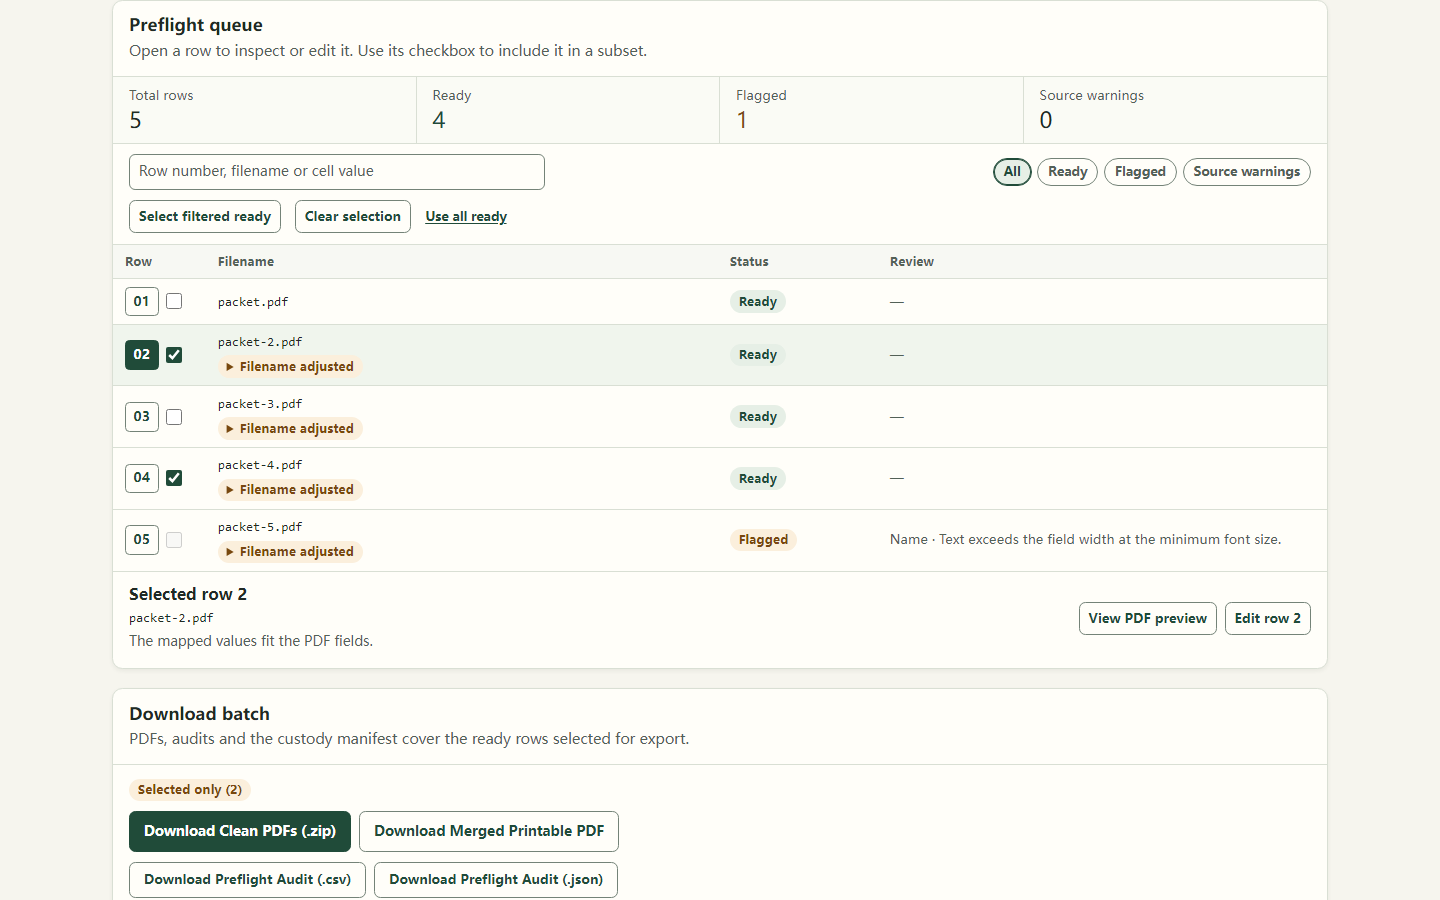 Preflight queue
Open a row to inspect or edit it. Use its checkbox to include it in a subset.
Total rows
5
Ready
4
Flagged
1
Source warnings
0
Row number, filename or cell value
All Ready Flagged Source warnings
Select filtered ready Clear selection Use all ready
Row Filename Status Review
01 packet.pdf Ready —
02 packet-2.pdf Ready —
Filename adjusted
03 packet-3.pdf Ready —
Filename adjusted
04 packet-4.pdf Ready —
Filename adjusted
05 packet-5.pdf Flagged Name · Text exceeds the field width at the minimum font size.
Filename adjusted
Selected row 2
packet-2.pdf
The mapped values fit the PDF fields.
View PDF preview Edit row 2
Download batch
PDFs, audits and the custody manifest cover the ready rows selected for export.
Selected only (2)
Download Clean PDFs (.zip) Download Merged Printable PDF
Download Preflight Audit (.csv) Download Preflight Audit (.json)